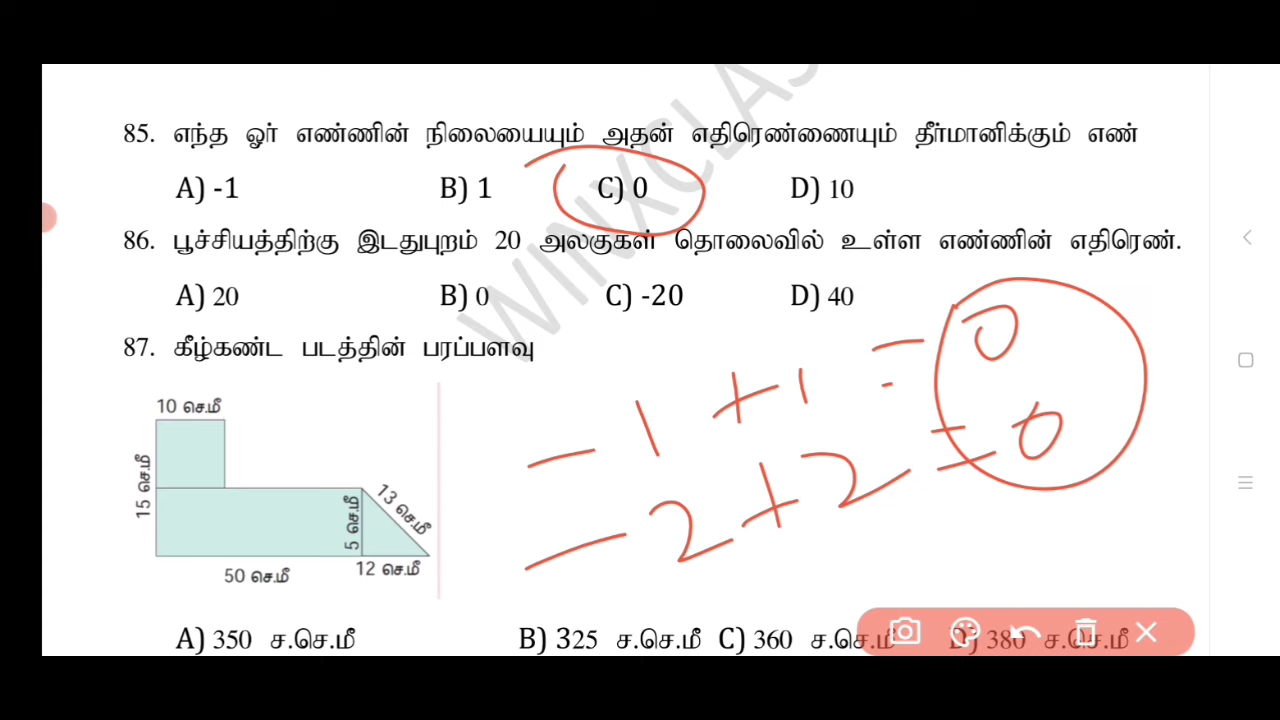 85. எந்த ஓர் எண்ணின் நிலையையும் அதன் எதிரெண்ணையும் தீர்மானிக்கும் எண்
A) -1 B) 1 C) 0 D) 10
86. பூச்சியத்திற்கு இடதுபுறம் 20 அலகுகள் தொலைவில் உள்ள எண்ணின் எதிரெண்.
A) 20 B) 0 C) -20 D) 40
87. கீழ்கண்ட படத்தின் பரப்பளவு
10 செ.மீ
15 செ.மீ
5 செ.மீ
13 செ.மீ
50 செ.மீ
12 செ.மீ
- 1 + 1 = 0
- 2 + 2 = 0
A) 350 ச.செ.மீ B) 325 ச.செ.மீ C) 360 ச.செ.மீ D) 380 ச.செ.மீ
WINXCLAS